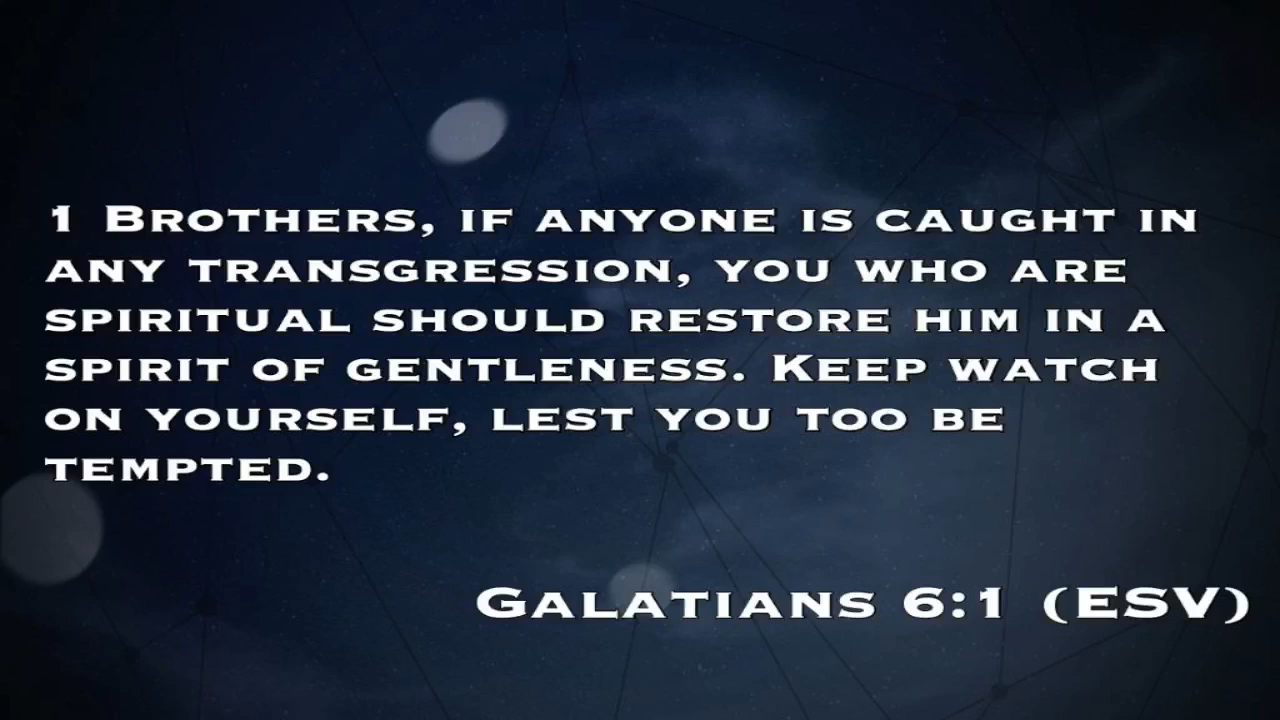 1 Brothers, if anyone is caught in
any transgression, you who are
spiritual should restore him in a
spirit of gentleness. Keep watch
on yourself, lest you too be
tempted.
Galatians 6:1 (ESV)